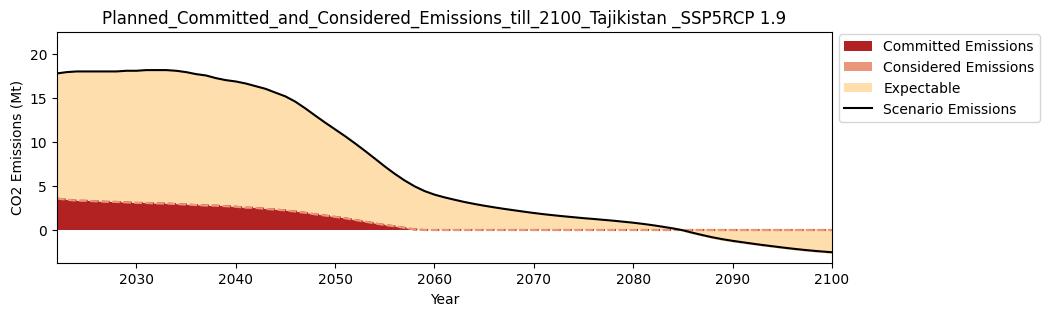 Planned_Committed_and_Considered_Emissions_till_2100_Tajikistan _SSP5RCP 1.9
Committed Emissions
Considered Emissions
Expectable
Scenario Emissions
CO2 Emissions (Mt)
20
15
10
5
0
2030
2040
2050
2060
2070
2080
2090
2100
Year